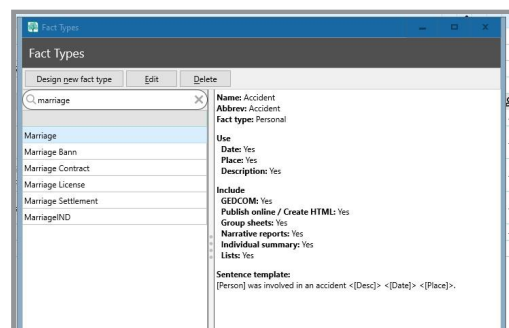 Fact Types
Fact Types
Design new fact type Edit Delete
marriage
Marriage
Marriage Bann
Marriage Contract
Marriage License
Marriage Settlement
MarriageIND
Name: Accident
Abbrev: Accident
Fact type: Personal
Use
Date: Yes
Place: Yes
Description: Yes
Include
GEDCOM: Yes
Publish online / Create HTML: Yes
Group sheets: Yes
Narrative reports: Yes
Individual summary: Yes
Lists: Yes
Sentence template:
[Person] was involved in an accident <[Desc]> <[Date]> <[Place]>.